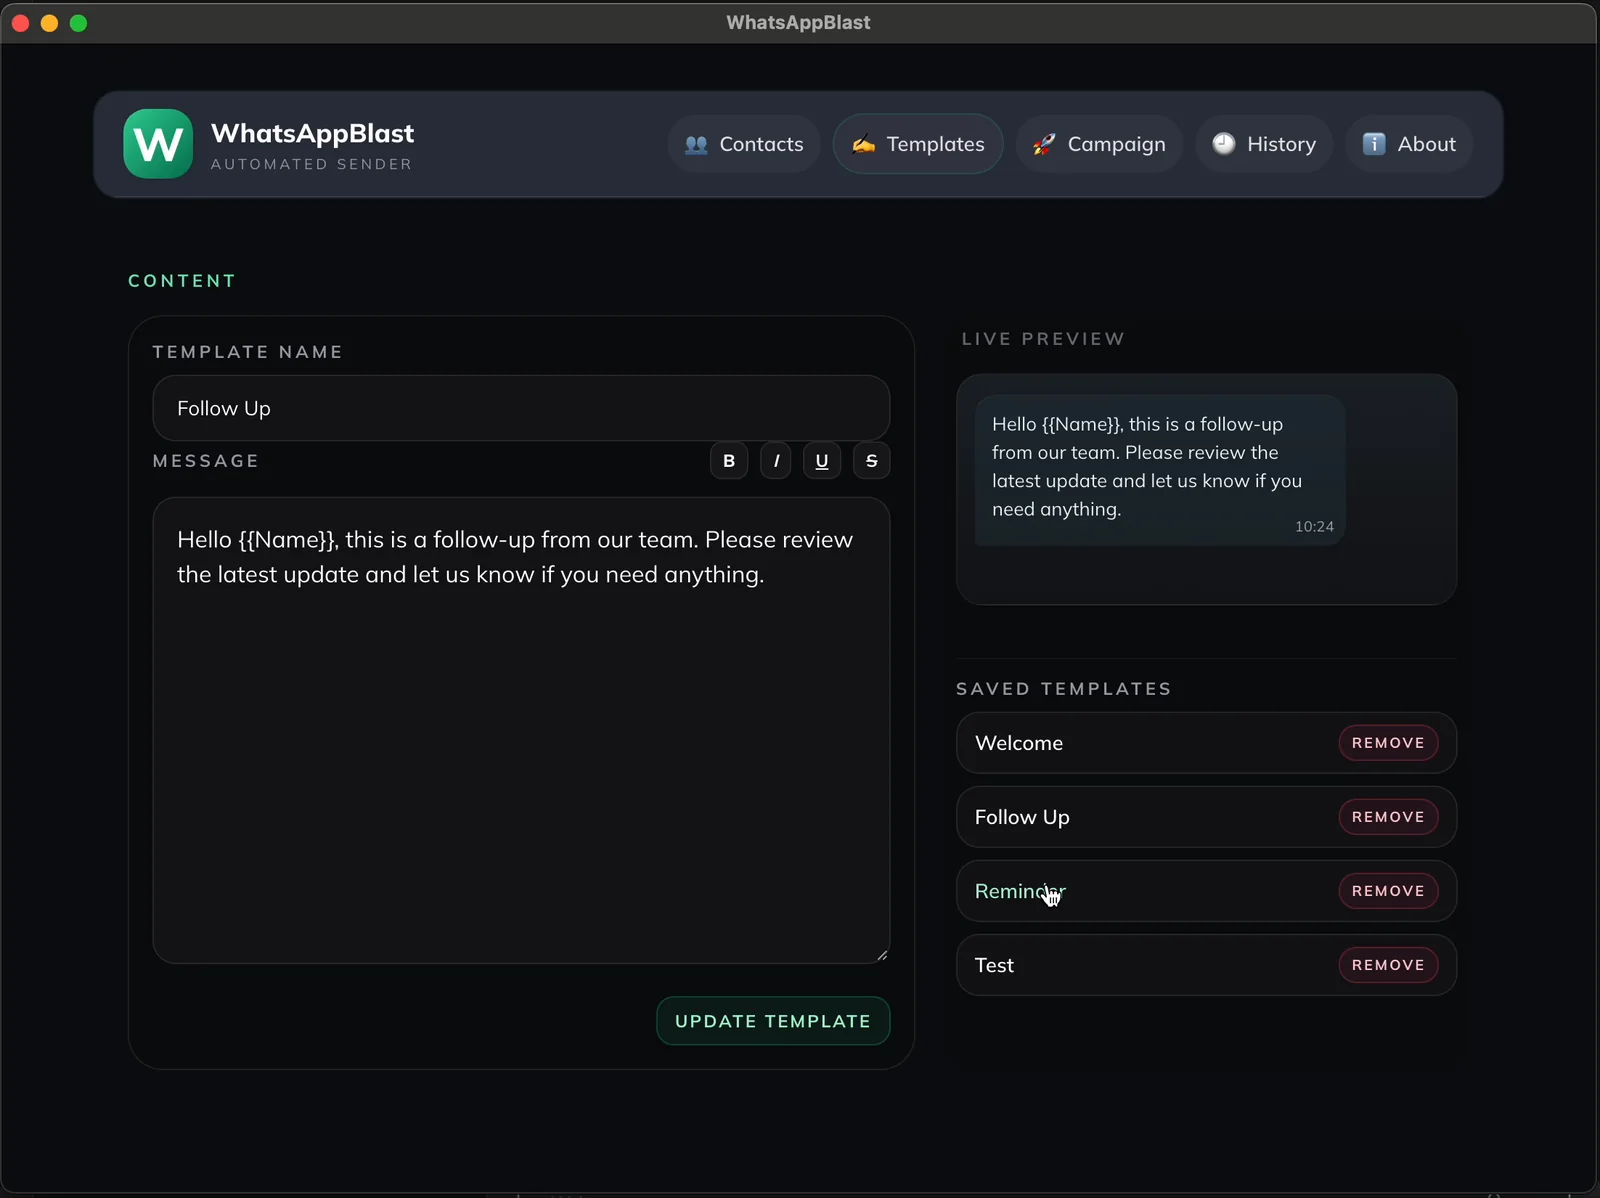 WhatsAppBlast
W
WhatsAppBlast
AUTOMATED SENDER
Contacts
Templates
Campaign
History
About
CONTENT
TEMPLATE NAME
Follow Up
MESSAGE
B I U S
Hello {{Name}}, this is a follow-up from our team. Please review
the latest update and let us know if you need anything.
UPDATE TEMPLATE
LIVE PREVIEW
Hello {{Name}}, this is a follow-up
from our team. Please review the
latest update and let us know if you
need anything.
10:24
SAVED TEMPLATES
Welcome REMOVE
Follow Up REMOVE
Reminder REMOVE
Test REMOVE